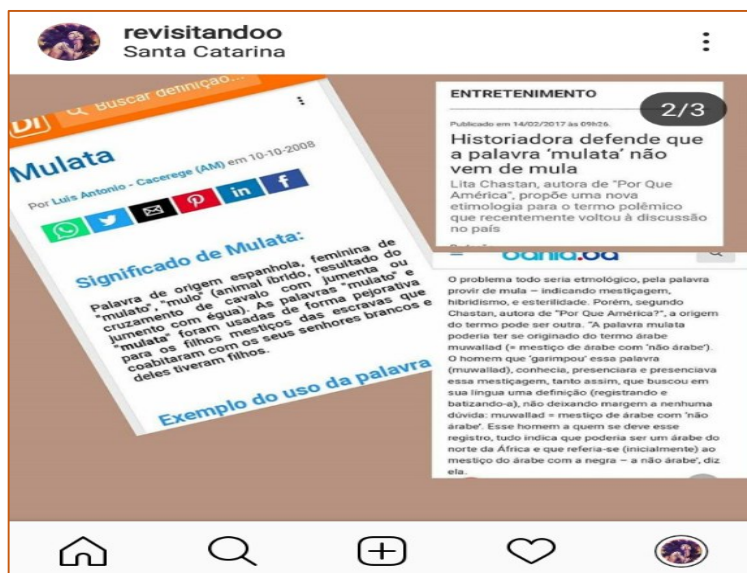 revisitandoo
Santa Catarina
DI
Buscar definição...
Mulata
Por Luis Antonio - Cacerege (AM) em 10-10-2008
Significado de Mulata:
Palavra de origem espanhola, feminina de
"mulato", "mulo" (animal íbrido, resultado do
cruzamento de cavalo com jumenta ou
jumento com égua). As palavras "mulato" e
"mulata" foram usadas de forma pejorativa
para os filhos mestiços das escravas que
coabitaram com os seus senhores brancos e
deles tiveram filhos.
Exemplo do uso da palavra
ENTRETENIMENTO
2/3
Publicado em 14/02/2017 às 09h26.
Historiadora defende que
a palavra 'mulata' não
vem de mula
Lita Chastan, autora de "Por Que
América", propõe uma nova
etimologia para o termo polêmico
que recentemente voltou à discussão
no país
bahia.ba
O problema todo seria etmológico, pela palavra
provir de mula – indicando mestiçagem,
hibridismo, e esterilidade. Porém, segundo
Chastan, autora de "Por Que América?", a origem
do termo pode ser outra. "A palavra mulata
poderia ter se originado do termo árabe
muwallad (= mestiço de árabe com 'não árabe').
O homem que 'garimpou' essa palavra
(muwallad), conhecia, presenciara e presenciava
essa mestiçagem, tanto assim, que buscou em
sua língua uma definição (registrando e
batizando-a), não deixando margem a nenhuma
dúvida: muwallad = mestiço de árabe com 'não
árabe'. Esse homem a quem se deve esse
registro, tudo indica que poderia ser um árabe do
norte da África e que referia-se (inicialmente) ao
mestiço do árabe com a negra – a não árabe', diz
ela.